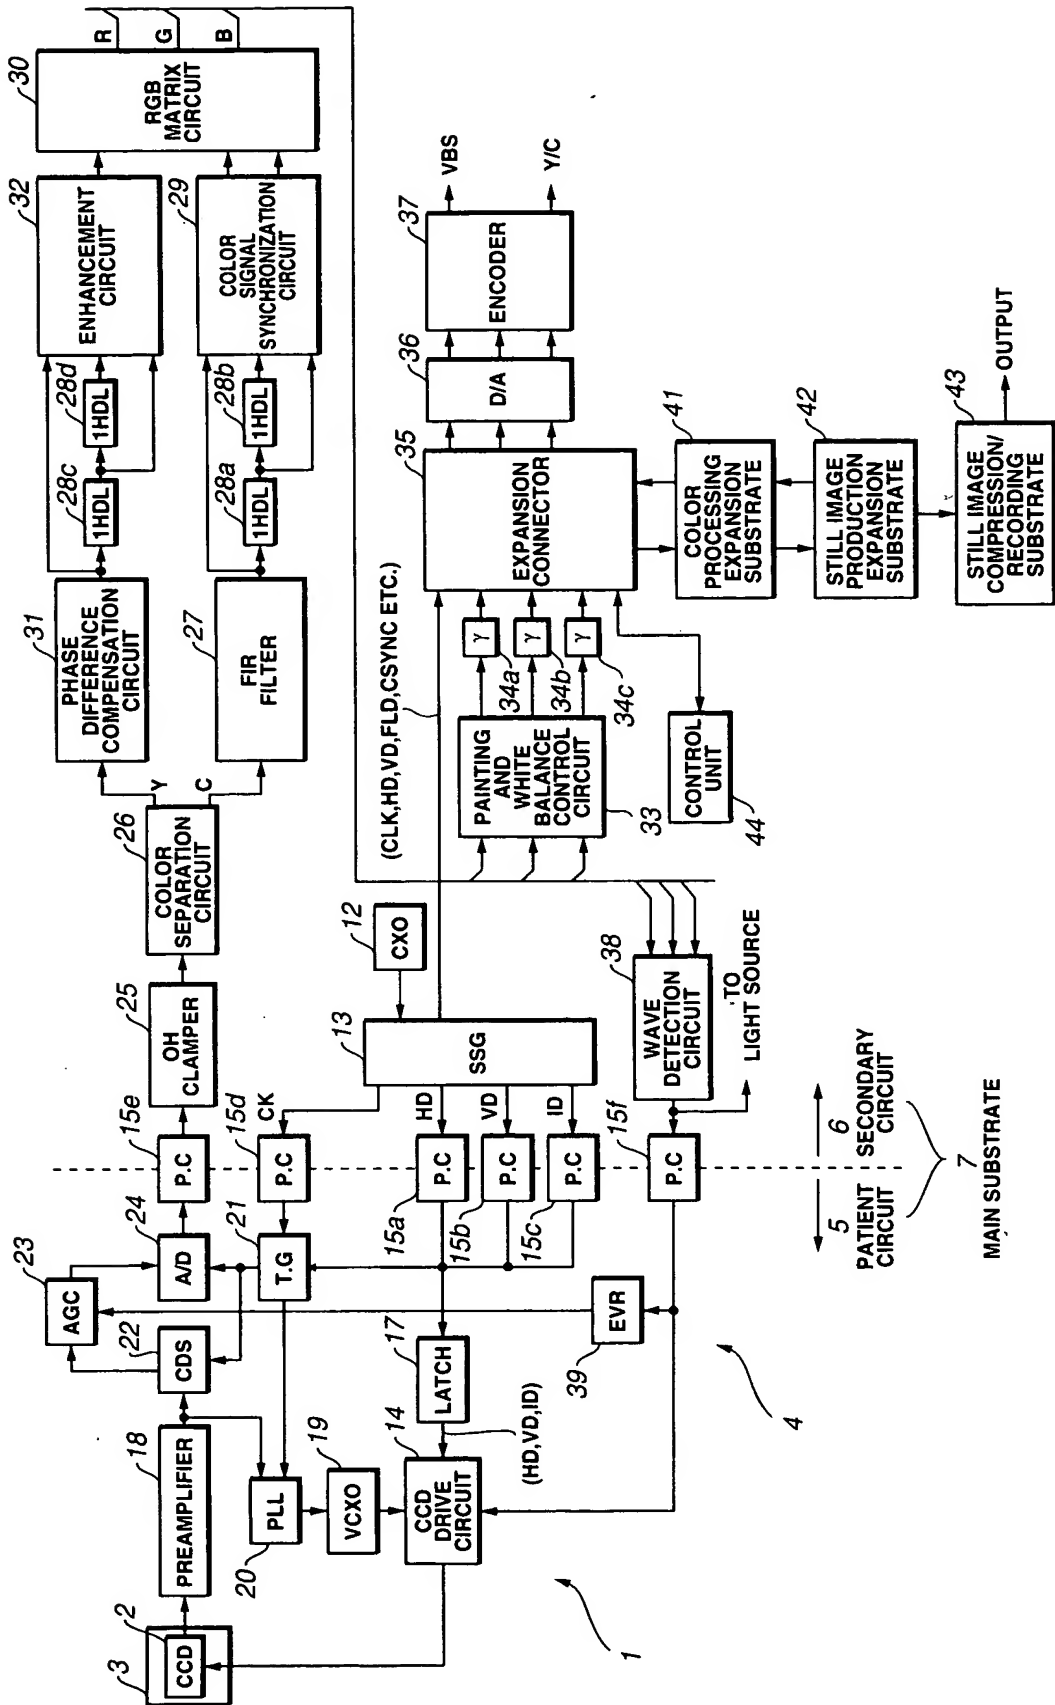 3
2
CCD
18
PREAMPLIFIER
22
CDS
23
AGC
24
A/D
15e
P.C
25
OH
CLAMPER
26
COLOR
SEPARATION
CIRCUIT
Y
C
31
PHASE
DIFFERENCE
COMPENSATION
CIRCUIT
27
FIR
FILTER
28c
1HDL
28d
1HDL
28a
1HDL
28b
1HDL
32
ENHANCEMENT
CIRCUIT
29
COLOR
SIGNAL
SYNCHRONIZATION
CIRCUIT
30
RGB
MATRIX
CIRCUIT
R
G
B
20
PLL
19
VCXO
14
CCD
DRIVE
CIRCUIT
17
LATCH
(HD,VD,ID)
21
T.G
15d
P.C
CK
15a
P.C
HD
15b
P.C
VD
15c
P.C
ID
13
SSG
12
CXO
(CLK,HD,VD,FLD,CSYNC ETC.)
39
EVR
15f
P.C
38
WAVE
DETECTION
CIRCUIT
TO
LIGHT SOURCE
33
PAINTING
AND
WHITE
BALANCE
CONTROL
CIRCUIT
34a
γ
34b
γ
34c
γ
44
CONTROL
UNIT
35
EXPANSION
CONNECTOR
36
D/A
37
ENCODER
VBS
Y/C
41
COLOR
PROCESSING
EXPANSION
SUBSTRATE
42
STILL IMAGE
PRODUCTION
EXPANSION
SUBSTRATE
43
STILL IMAGE
COMPRESSION/
RECORDING
SUBSTRATE
OUTPUT
1
4
5
PATIENT
CIRCUIT
6
SECONDARY
CIRCUIT
7
MAIN SUBSTRATE